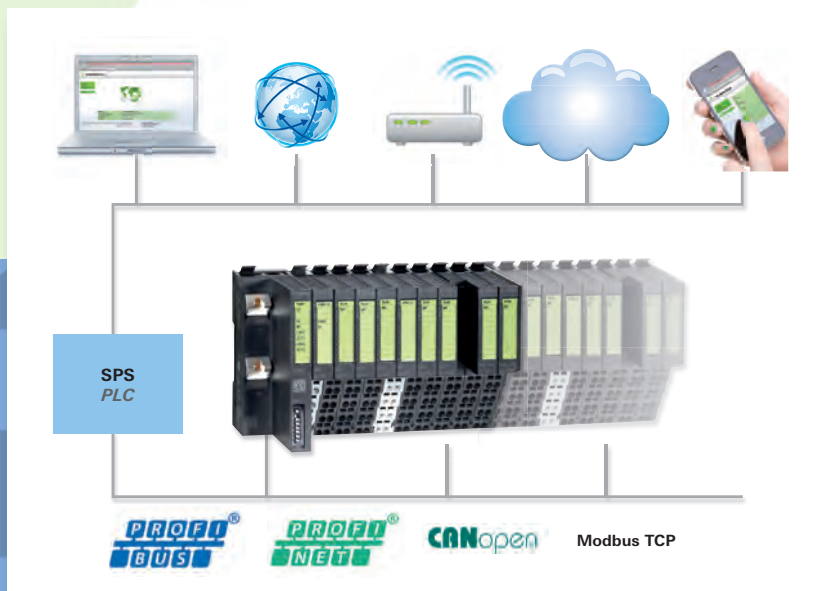 SPS
PLC
PROFI®
BUS
PROFI®
NET
CANopen
Modbus TCP